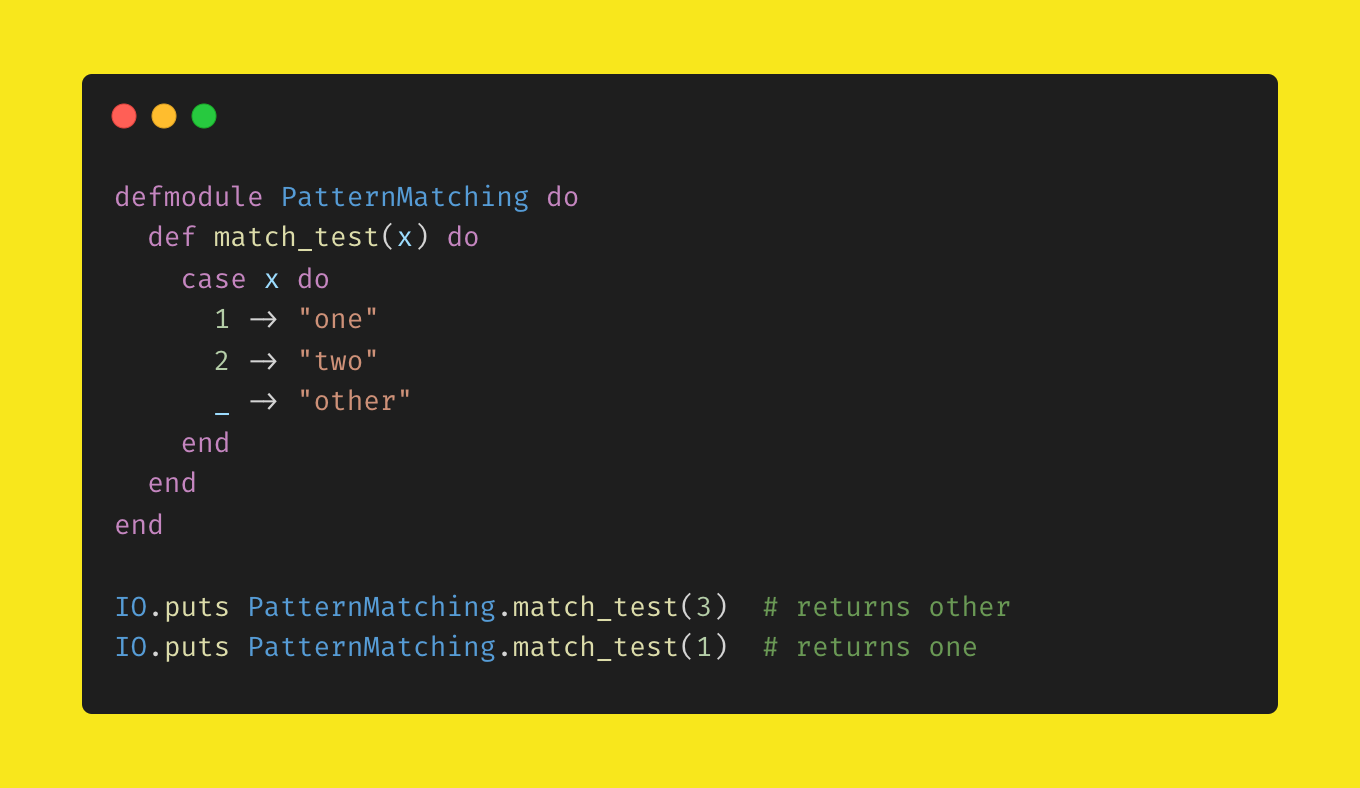 defmodule PatternMatching do
  def match_test(x) do
    case x do
      1 -> "one"
      2 -> "two"
      _ -> "other"
    end
  end
end

IO.puts PatternMatching.match_test(3)  # returns other
IO.puts PatternMatching.match_test(1)  # returns one